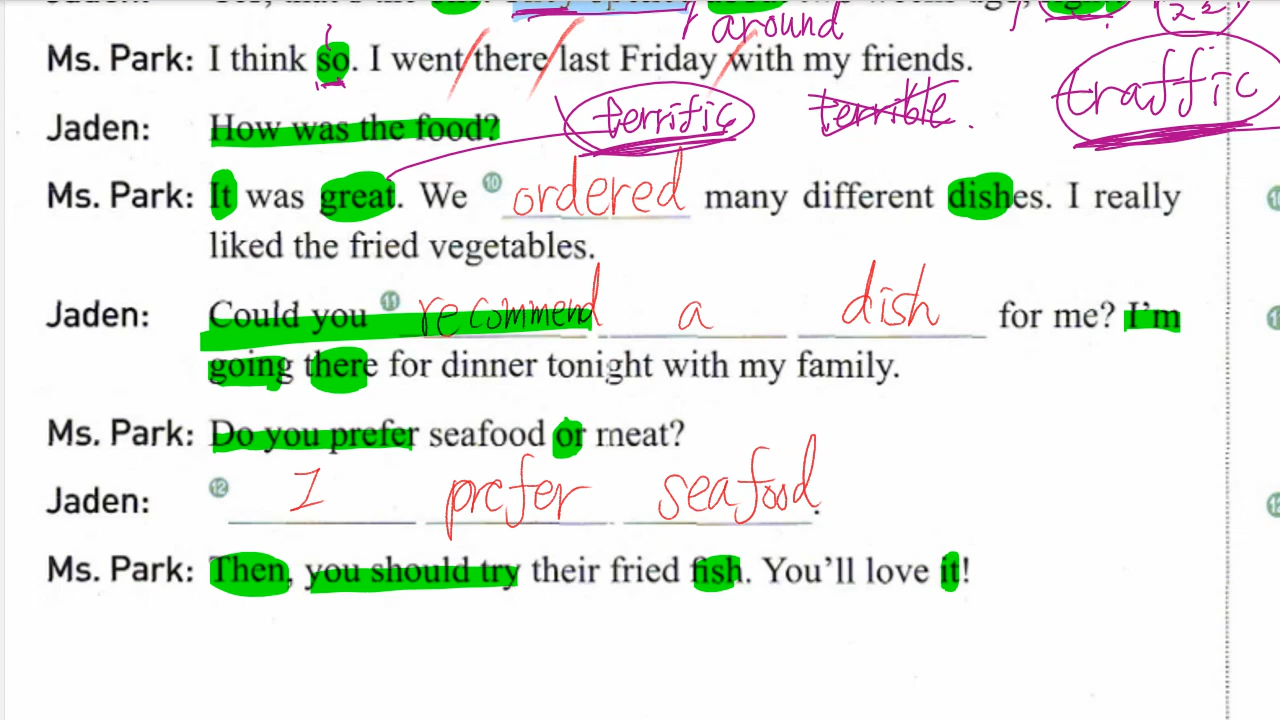 around
Ms. Park: I think so. I went/there/last Friday/with my friends.
Jaden: How was the food? terrific terrible. traffic
Ms. Park: It was great. We ⑩ ordered many different dishes. I really
liked the fried vegetables.
Jaden: Could you ⑪ recommend a dish for me? I'm
going there for dinner tonight with my family.
Ms. Park: Do you prefer seafood or meat?
Jaden: ⑫ I prefer seafood.
Ms. Park: Then, you should try their fried fish. You'll love it!